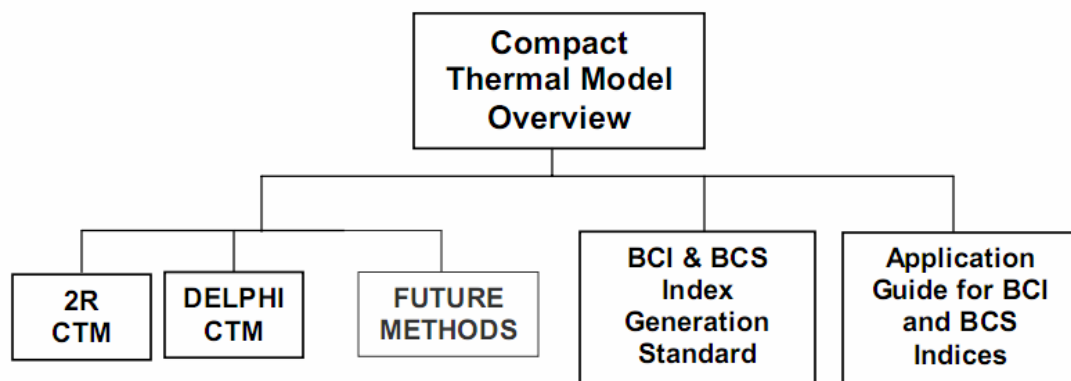 Compact
Thermal Model
Overview
2R
CTM
DELPHI
CTM
FUTURE
METHODS
BCI & BCS
Index
Generation
Standard
Application
Guide for BCI
and BCS
Indices